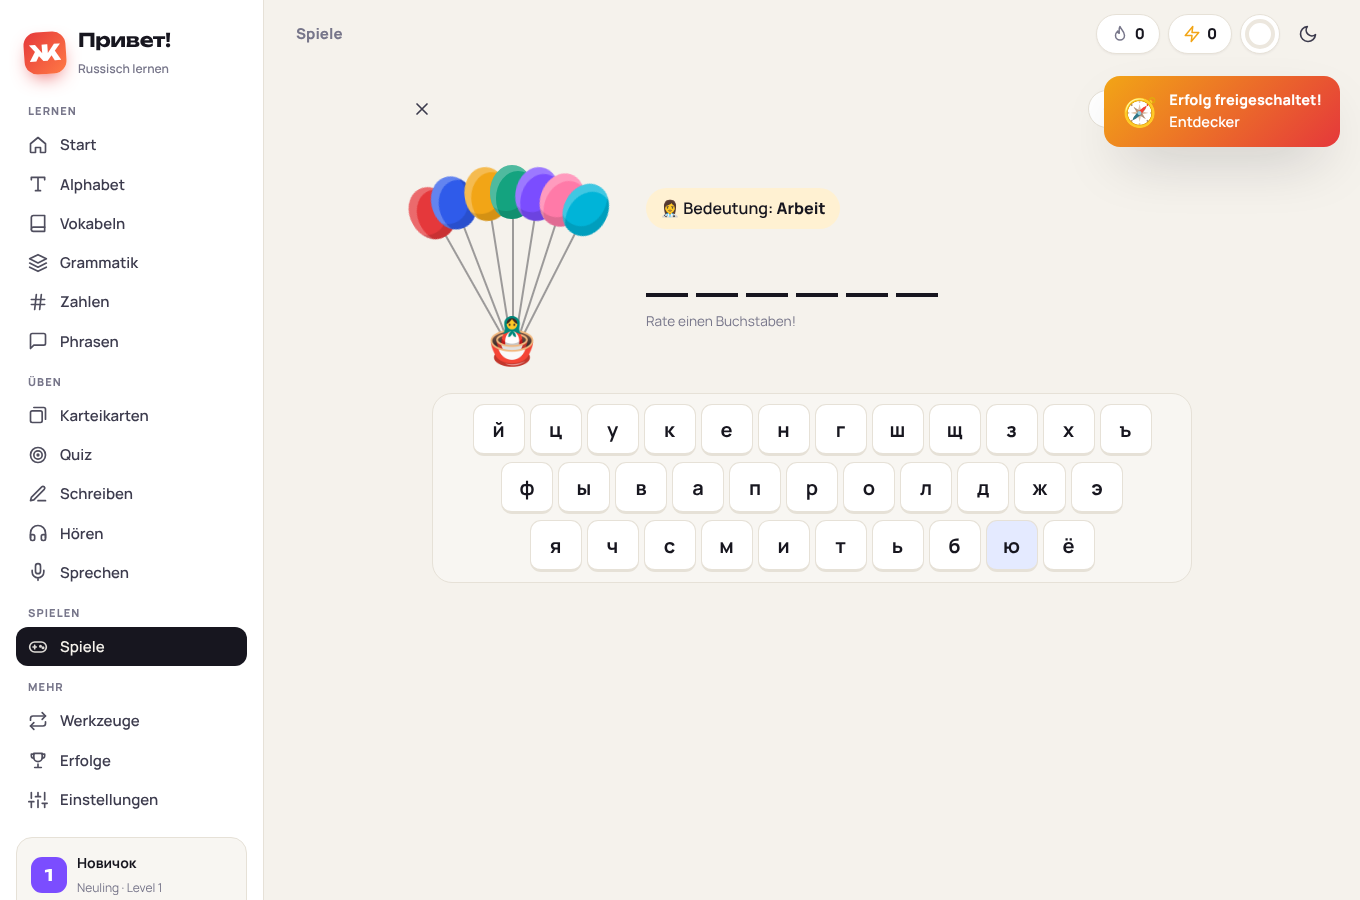 Ж
Привет!
Russisch lernen
LERNEN
Start
Alphabet
Vokabeln
Grammatik
Zahlen
Phrasen
ÜBEN
Karteikarten
Quiz
Schreiben
Hören
Sprechen
SPIELEN
Spiele
MEHR
Werkzeuge
Erfolge
Einstellungen
1
Новичок
Neuling · Level 1
Spiele
0
0
Erfolg freigeschaltet!
Entdecker
Bedeutung: Arbeit
Rate einen Buchstaben!
й ц у к е н г ш щ з х ъ
ф ы в а п р о л д ж э
я ч с м и т ь б ю ё